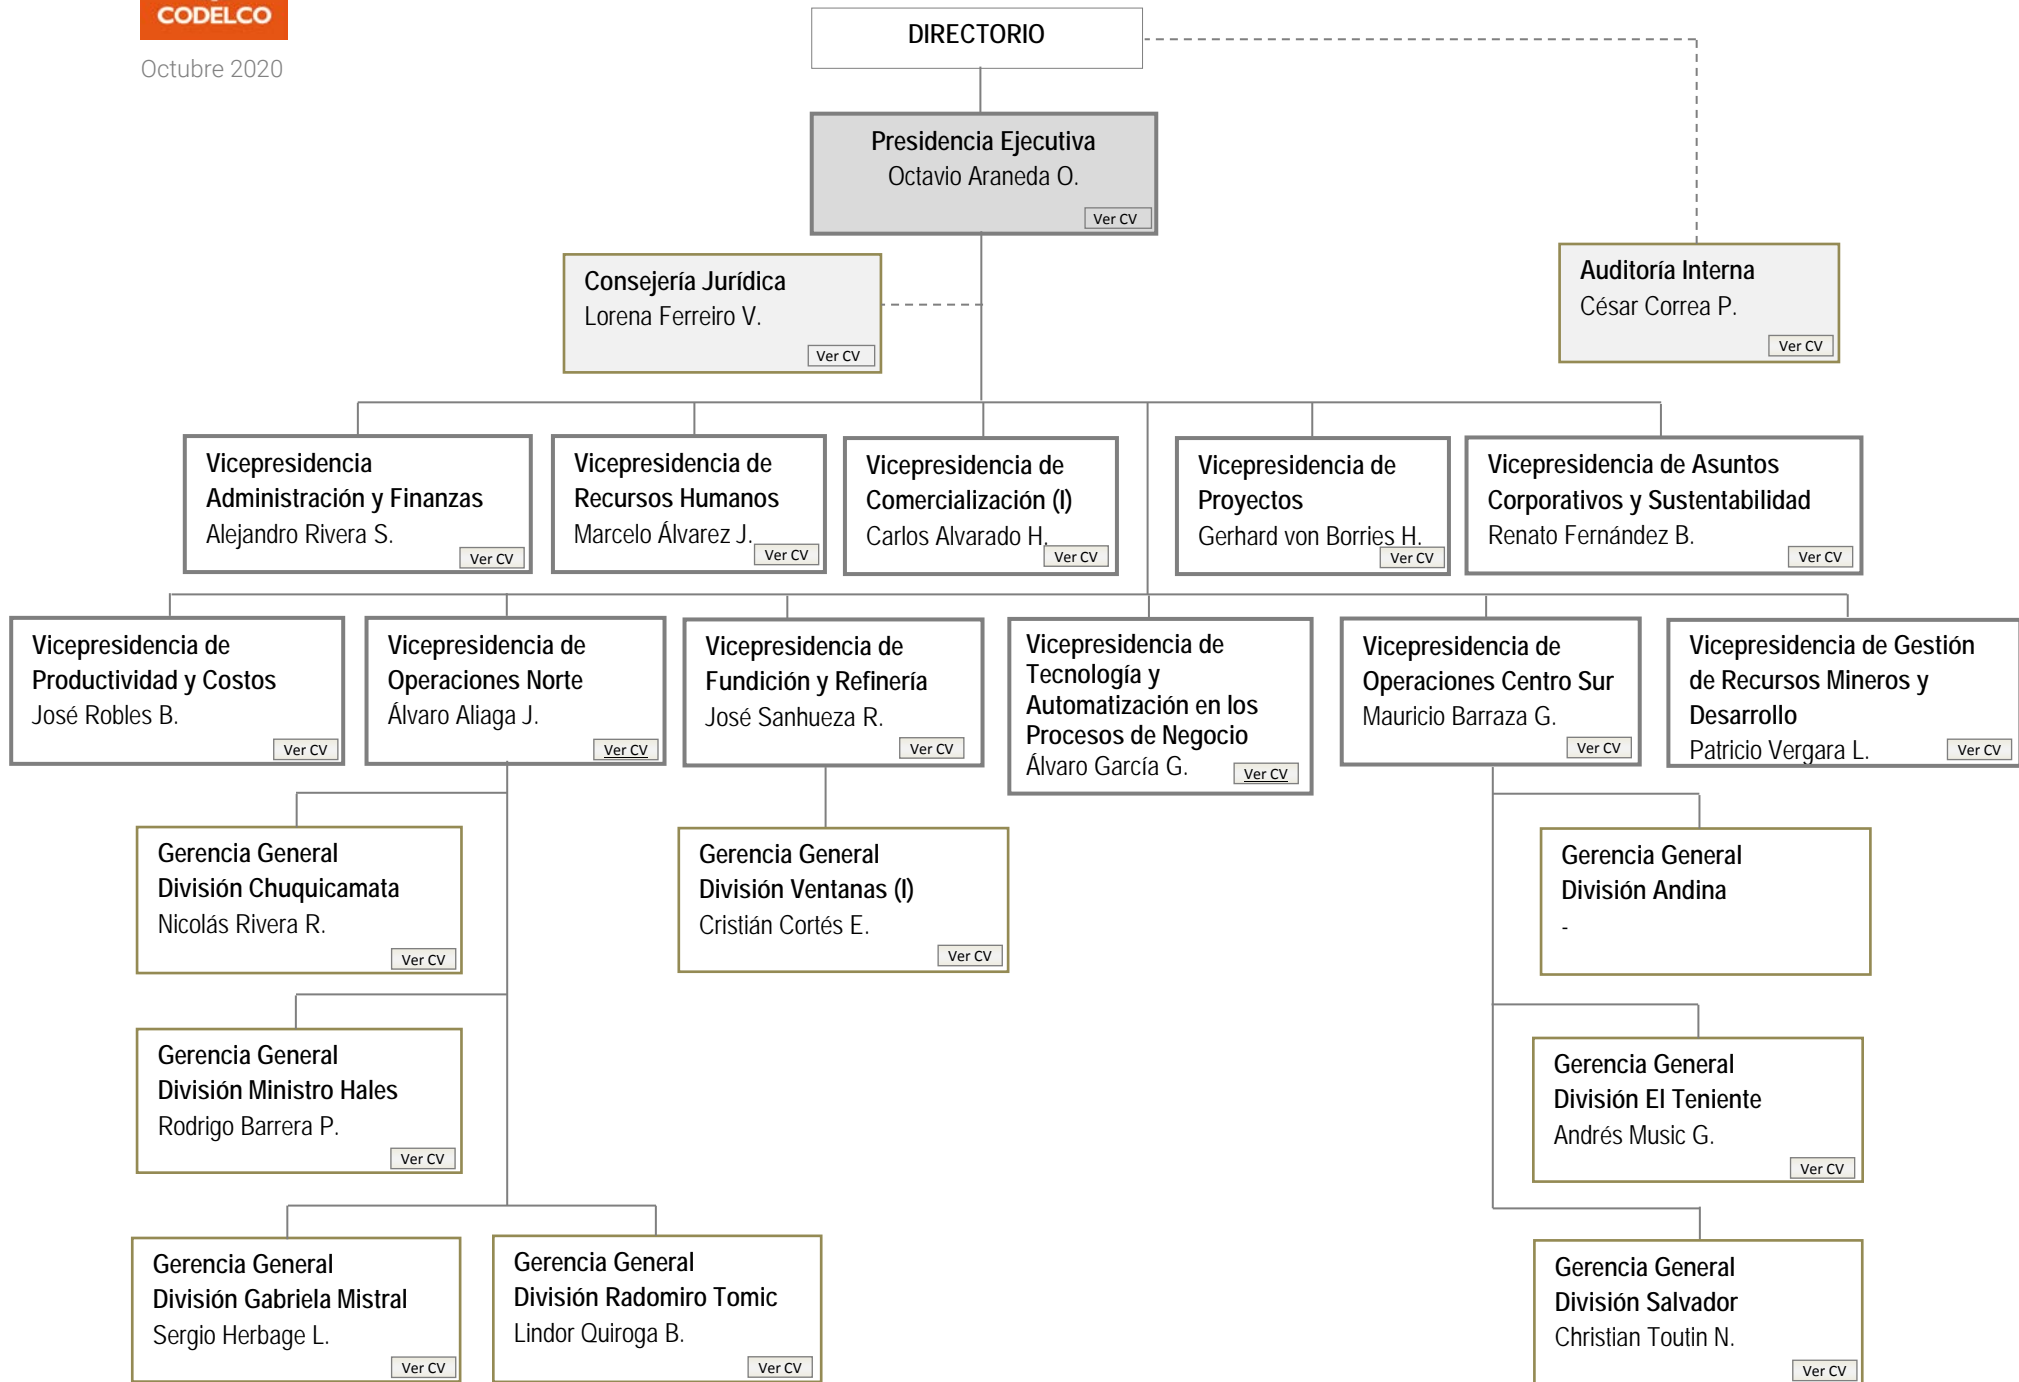 CODELCO
Octubre 2020
DIRECTORIO
Presidencia Ejecutiva
Octavio Araneda O.
Ver CV
Consejería Jurídica
Lorena Ferreiro V.
Ver CV
Auditoría Interna
César Correa P.
Ver CV
Vicepresidencia
Administración y Finanzas
Alejandro Rivera S.
Ver CV
Vicepresidencia de
Recursos Humanos
Marcelo Álvarez J.
Ver CV
Vicepresidencia de
Comercialización (I)
Carlos Alvarado H.
Ver CV
Vicepresidencia de
Proyectos
Gerhard von Borries H.
Ver CV
Vicepresidencia de Asuntos
Corporativos y Sustentabilidad
Renato Fernández B.
Ver CV
Vicepresidencia de
Productividad y Costos
José Robles B.
Ver CV
Vicepresidencia de
Operaciones Norte
Álvaro Aliaga J.
Ver CV
Vicepresidencia de
Fundición y Refinería
José Sanhueza R.
Ver CV
Vicepresidencia de
Tecnología y
Automatización en los
Procesos de Negocio
Álvaro García G.
Ver CV
Vicepresidencia de
Operaciones Centro Sur
Mauricio Barraza G.
Ver CV
Vicepresidencia de Gestión
de Recursos Mineros y
Desarrollo
Patricio Vergara L.
Ver CV
Gerencia General
División Chuquicamata
Nicolás Rivera R.
Ver CV
Gerencia General
División Ventanas (I)
Cristián Cortés E.
Ver CV
Gerencia General
División Andina
-
Gerencia General
División Ministro Hales
Rodrigo Barrera P.
Ver CV
Gerencia General
División El Teniente
Andrés Music G.
Ver CV
Gerencia General
División Gabriela Mistral
Sergio Herbage L.
Ver CV
Gerencia General
División Radomiro Tomic
Lindor Quiroga B.
Ver CV
Gerencia General
División Salvador
Christian Toutin N.
Ver CV